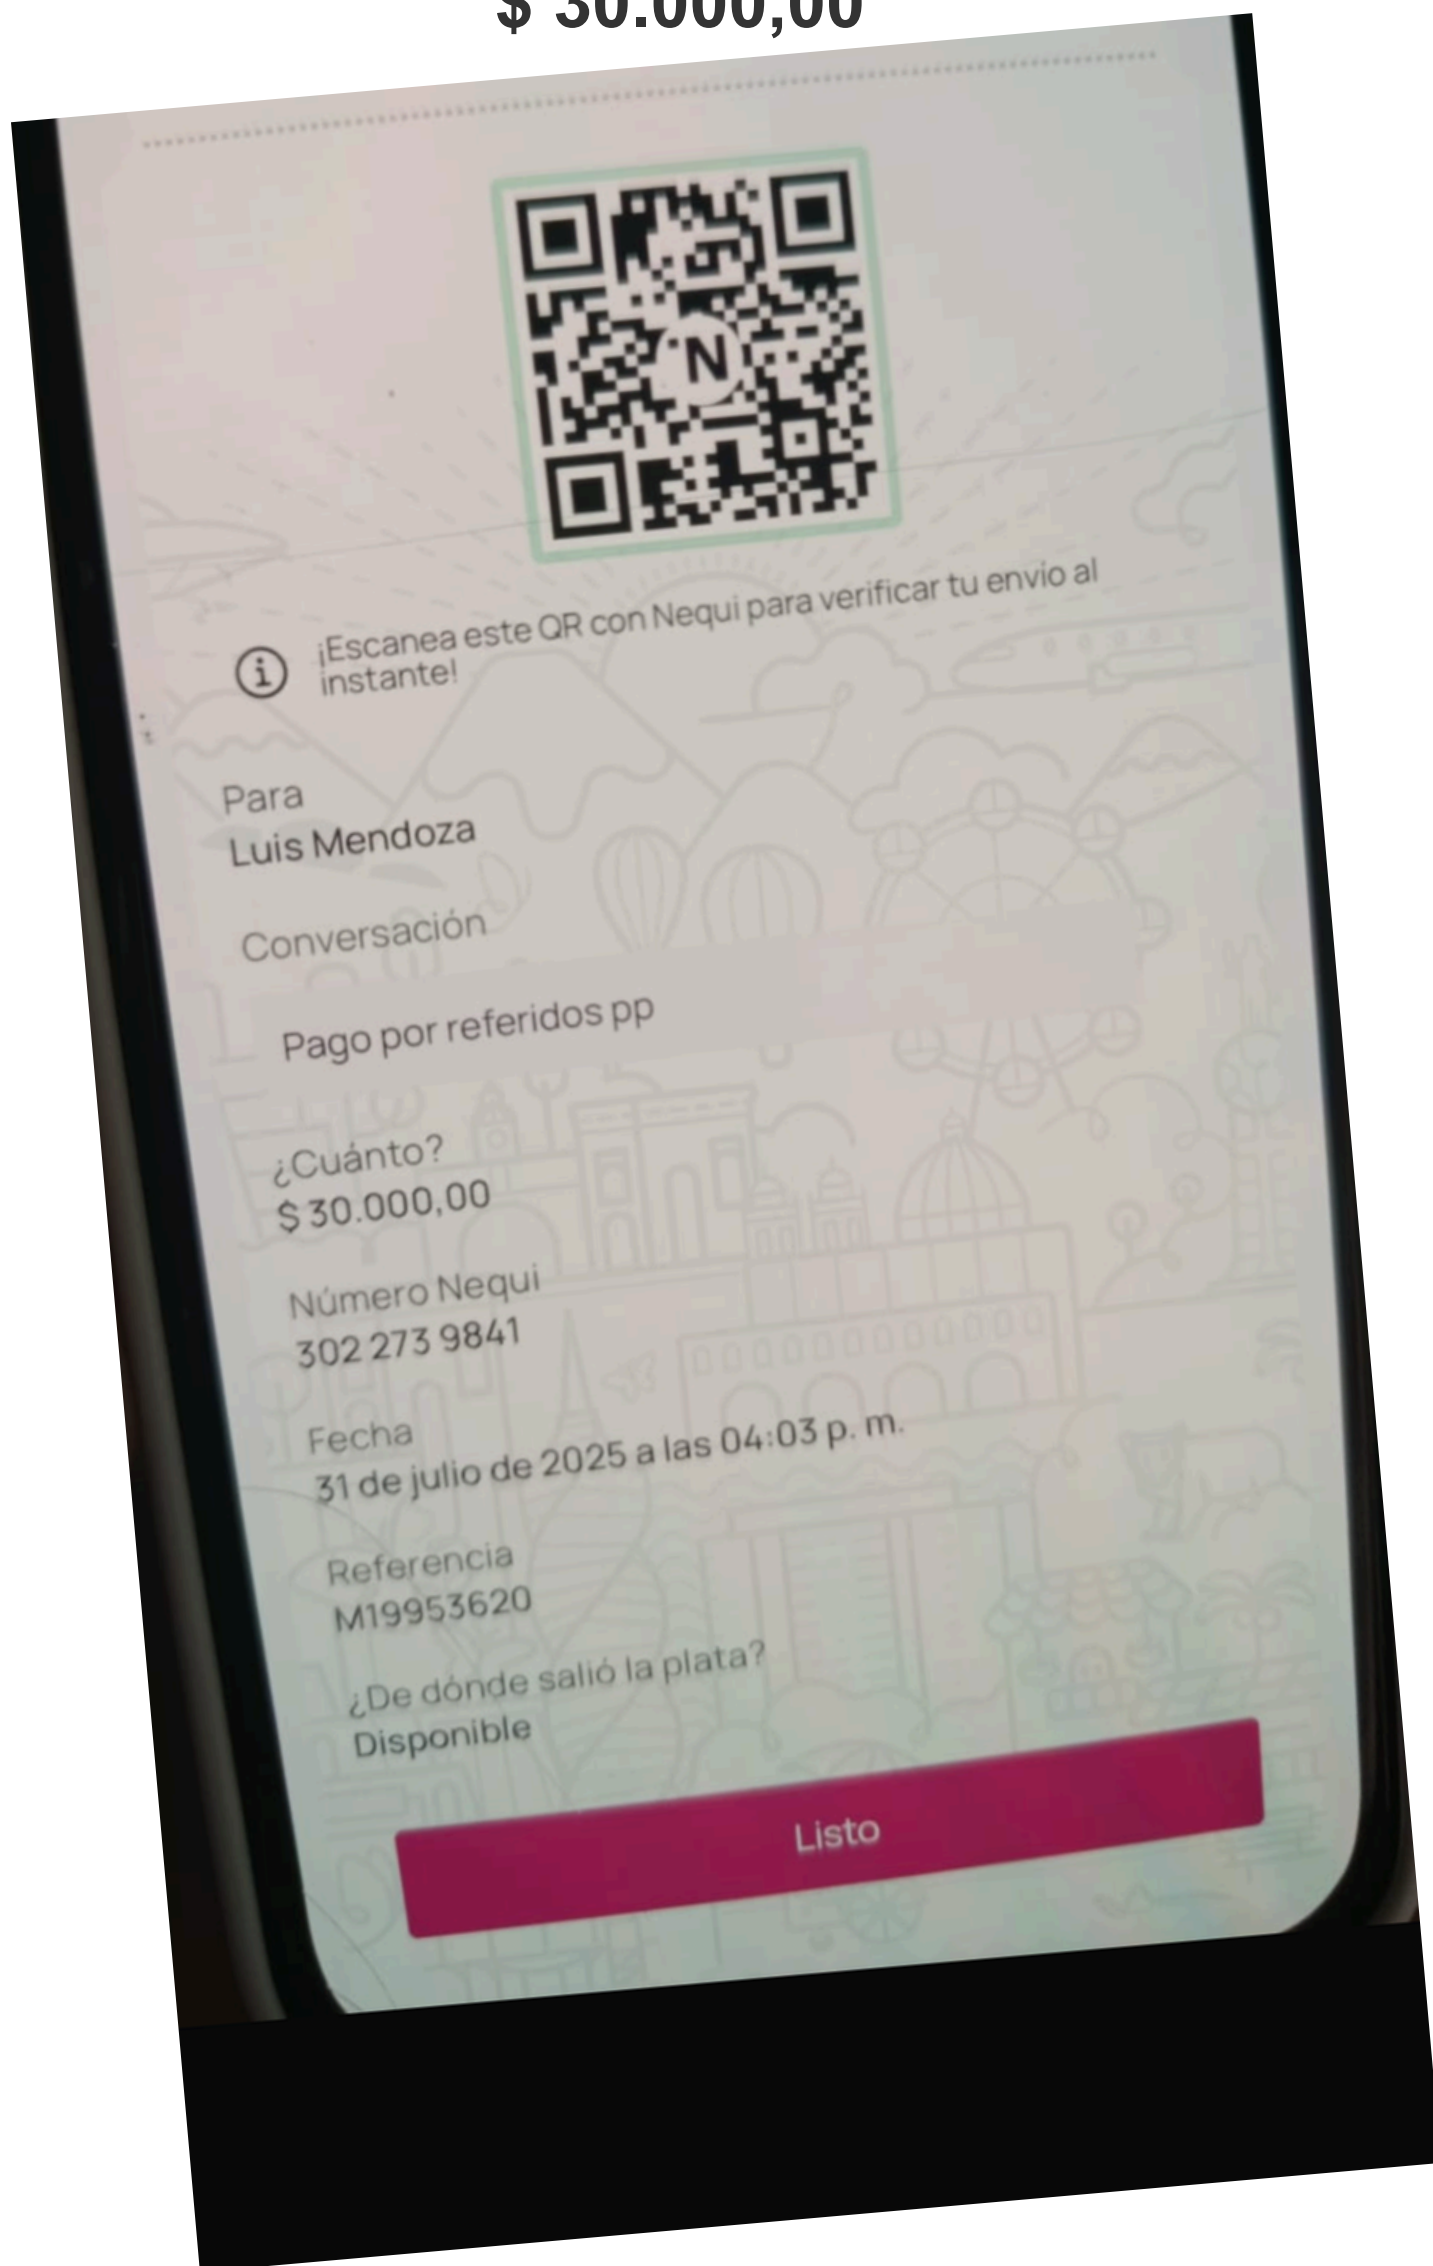 $ 30.000,00
N
¡Escanea este QR con Nequi para verificar tu envío al
instante!
Para
Luis Mendoza
Conversación
Pago por referidos pp
¿Cuánto?
$ 30.000,00
Número Nequi
302 273 9841
Fecha
31 de julio de 2025 a las 04:03 p. m.
Referencia
M19953620
¿De dónde salió la plata?
Disponible
Listo